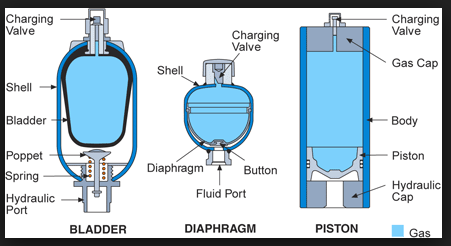 Charging
Valve
Shell
Bladder
Poppet
Spring
Hydraulic
Port
BLADDER
Charging
Valve
Shell
Diaphragm
Button
Fluid Port
DIAPHRAGM
Charging
Valve
Gas Cap
Body
Piston
Hydraulic
Cap
PISTON
Gas